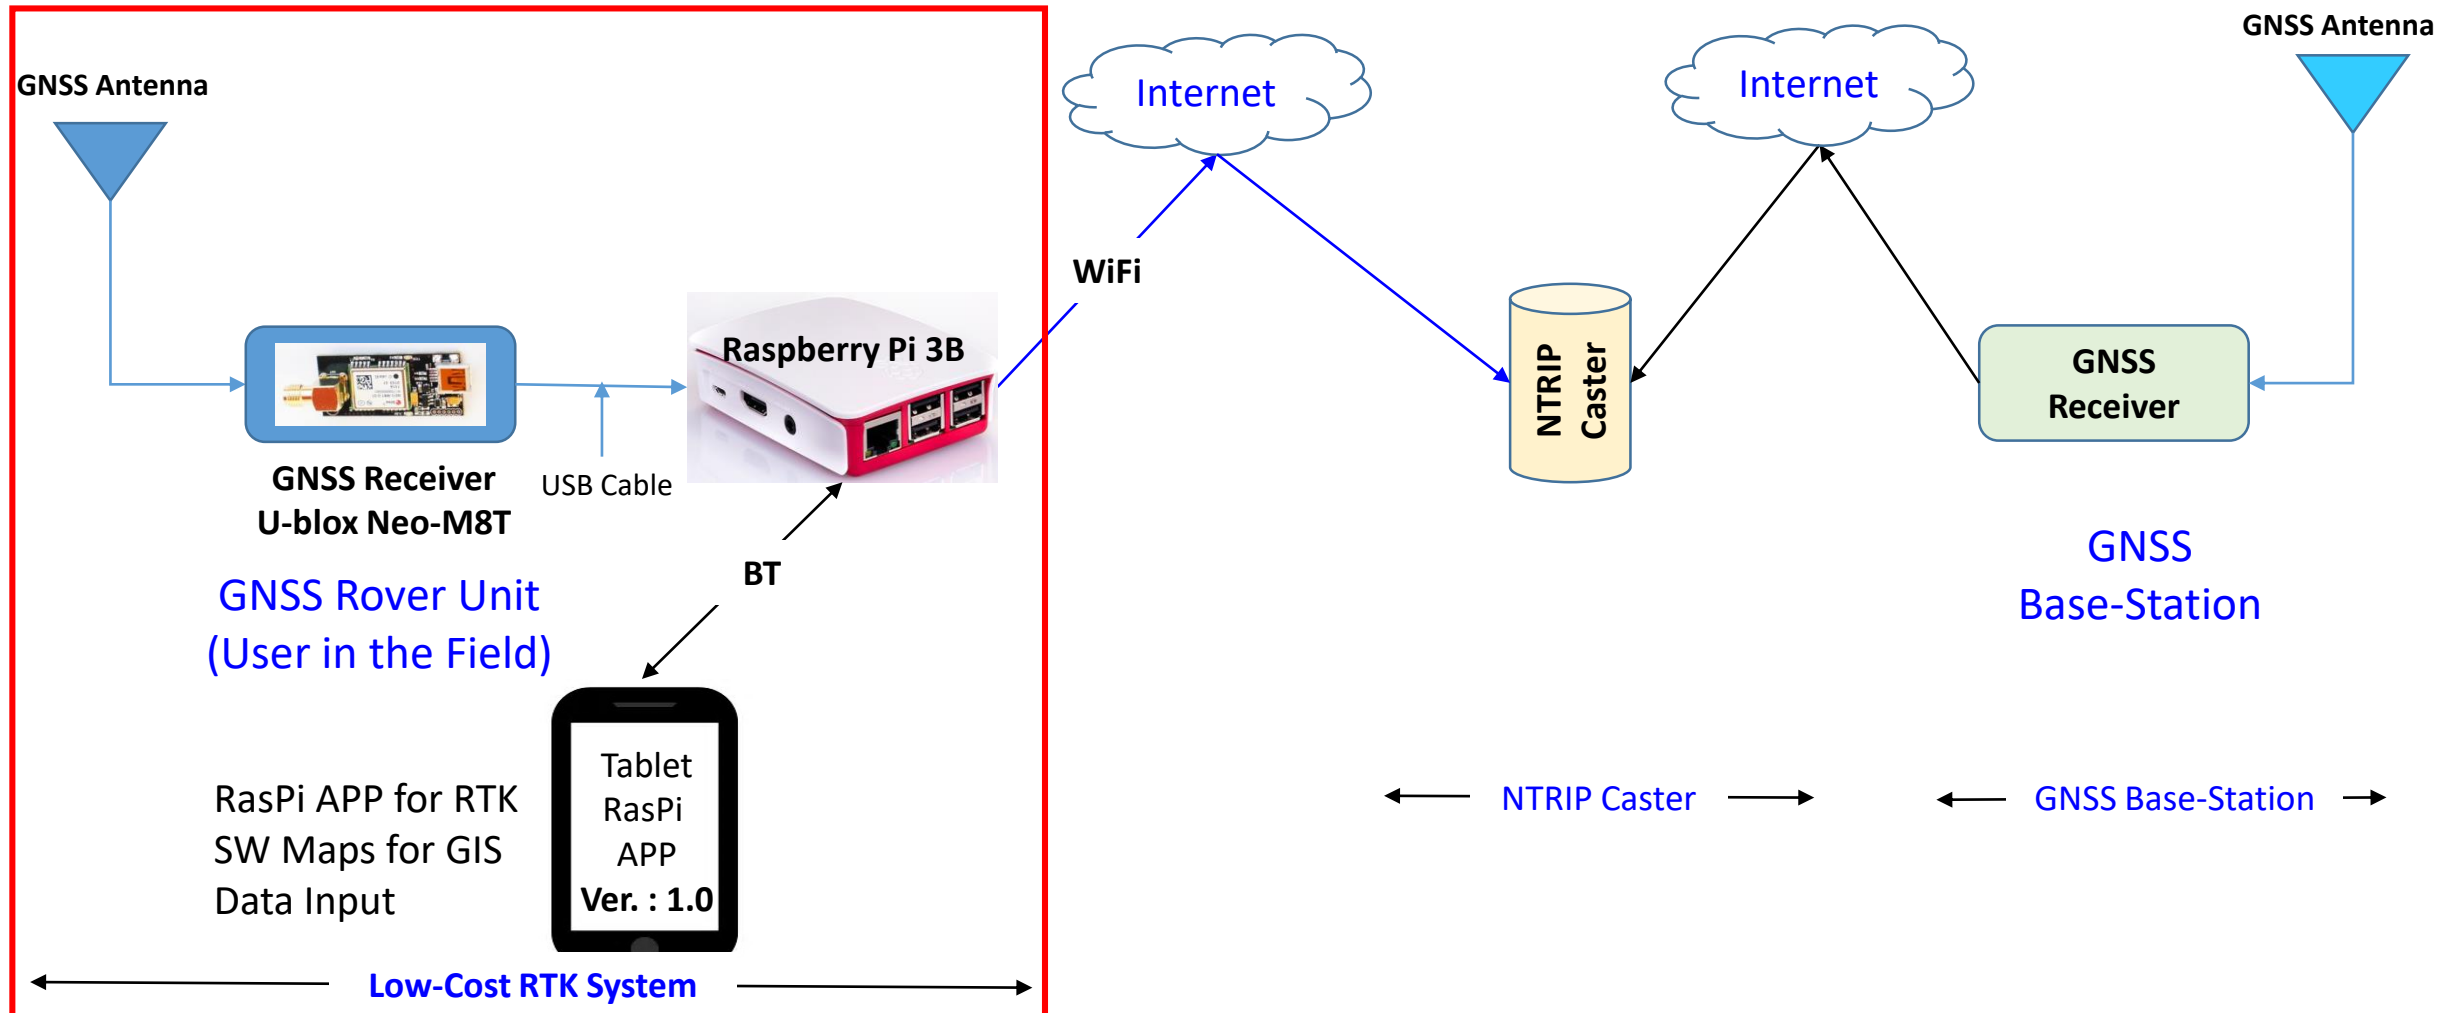 GNSS Antenna
Internet
Internet
GNSS Antenna
WiFi
Raspberry Pi 3B
NTRIP
Caster
GNSS
Receiver
GNSS Receiver
U-blox Neo-M8T
USB Cable
BT
GNSS Rover Unit
(User in the Field)
GNSS
Base-Station
Tablet
RasPi
APP
Ver. : 1.0
RasPi APP for RTK
SW Maps for GIS
Data Input
NTRIP Caster
GNSS Base-Station
Low-Cost RTK System